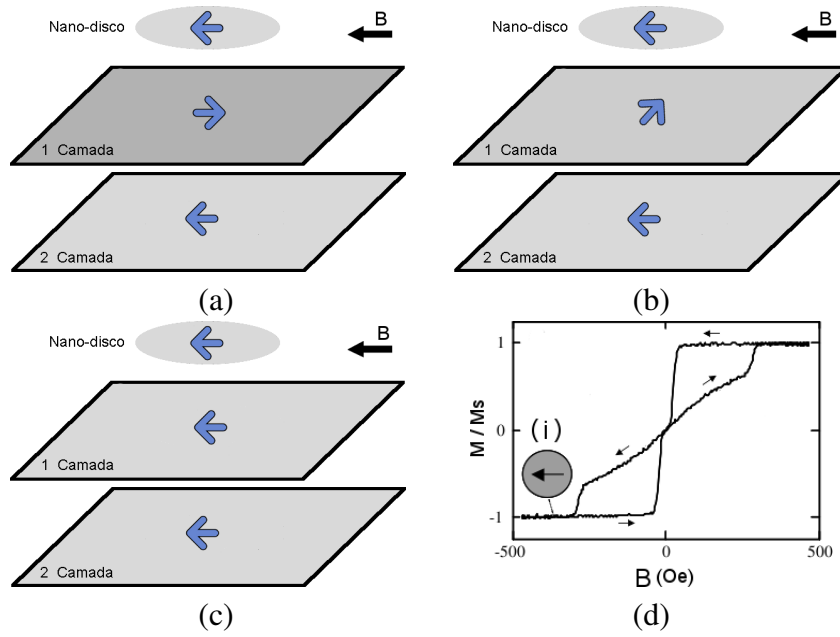 Nano-disco
B
1 Camada
2 Camada
(a)
Nano-disco
B
1 Camada
2 Camada
(b)
Nano-disco
B
1 Camada
2 Camada
(c)
M / Ms
1
0
-1
(i)
-500
0
500
B (Oe)
(d)